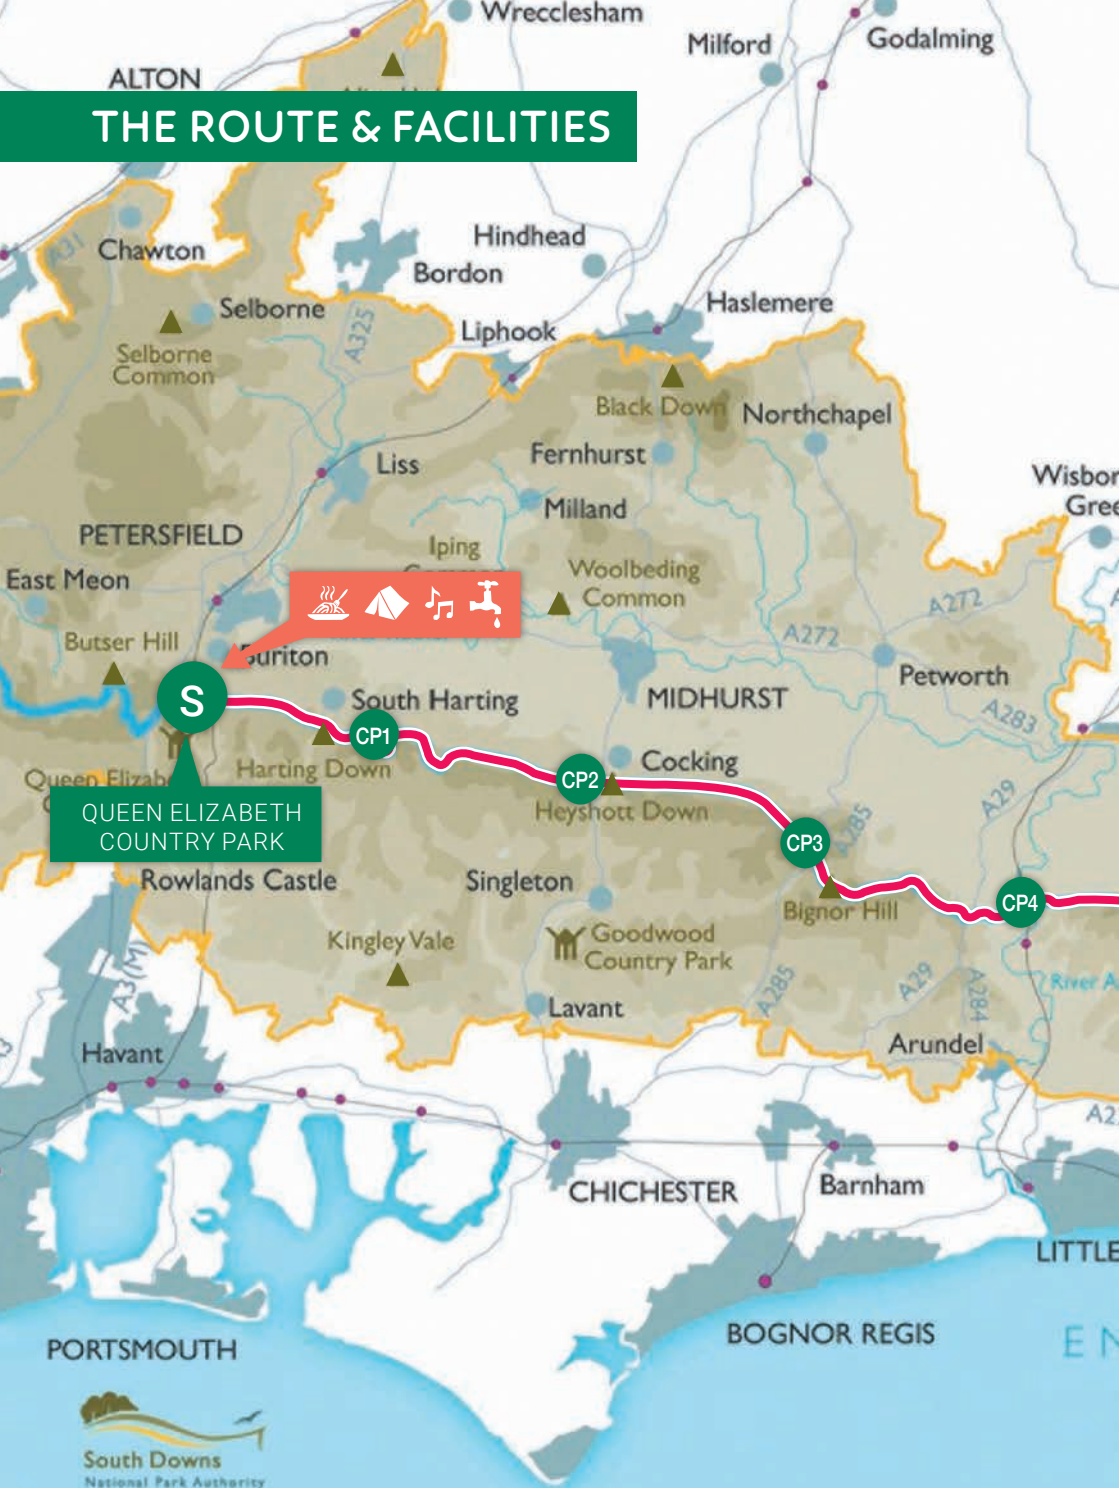 Wrecclesham
Milford
Godalming
ALTON
THE ROUTE & FACILITIES
Chawton
A31
Hindhead
Bordon
Selborne
Haslemere
A325
Liphook
Selborne
Common
Black Down
Northchapel
Fernhurst
Liss
Milland
PETERSFIELD
Iping
East Meon
Woolbeding
Common
A272
A272
Butser Hill
Buriton
S
South Harting
MIDHURST
Petworth
A283
CP1
Harting Down
Cocking
CP2
Heyshott Down
A29
A285
CP3
QUEEN ELIZABETH
COUNTRY PARK
Rowlands Castle
Singleton
Bignor Hill
CP4
Kingley Vale
Goodwood
Country Park
A3(M)
A285
A29
A284
River A
Lavant
Havant
Arundel
CHICHESTER
Barnham
LITTLE
BOGNOR REGIS
EN
PORTSMOUTH
South Downs
National Park Authority